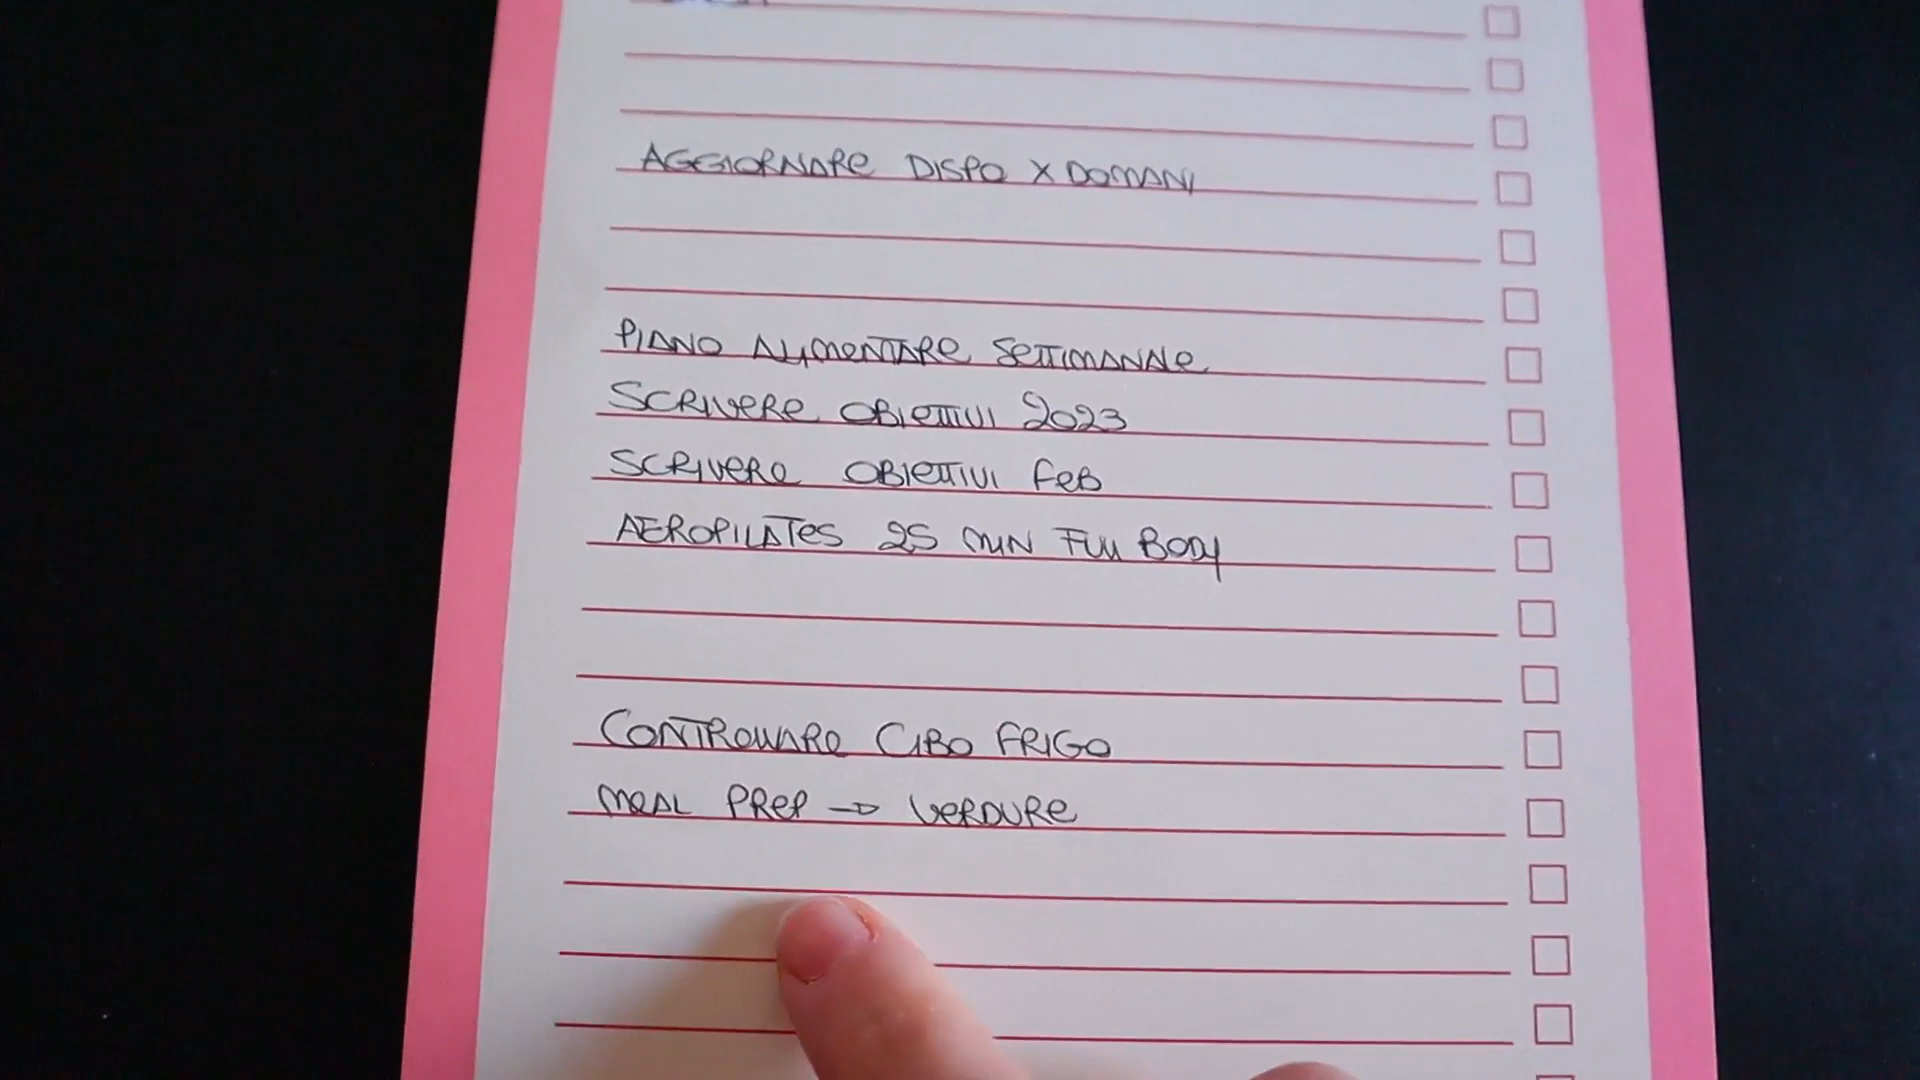 AGGIORNARE DISPO X DOMANI
PIANO ALIMENTARE SETTIMANALE
SCRIVERE OBIETTIVI 2023
SCRIVERE OBIETTIVI FEB
AEROPILATES 25 MIN FULL BODY
CONTROLLARE CIBO FRIGO
MEAL PREP → VERDURE